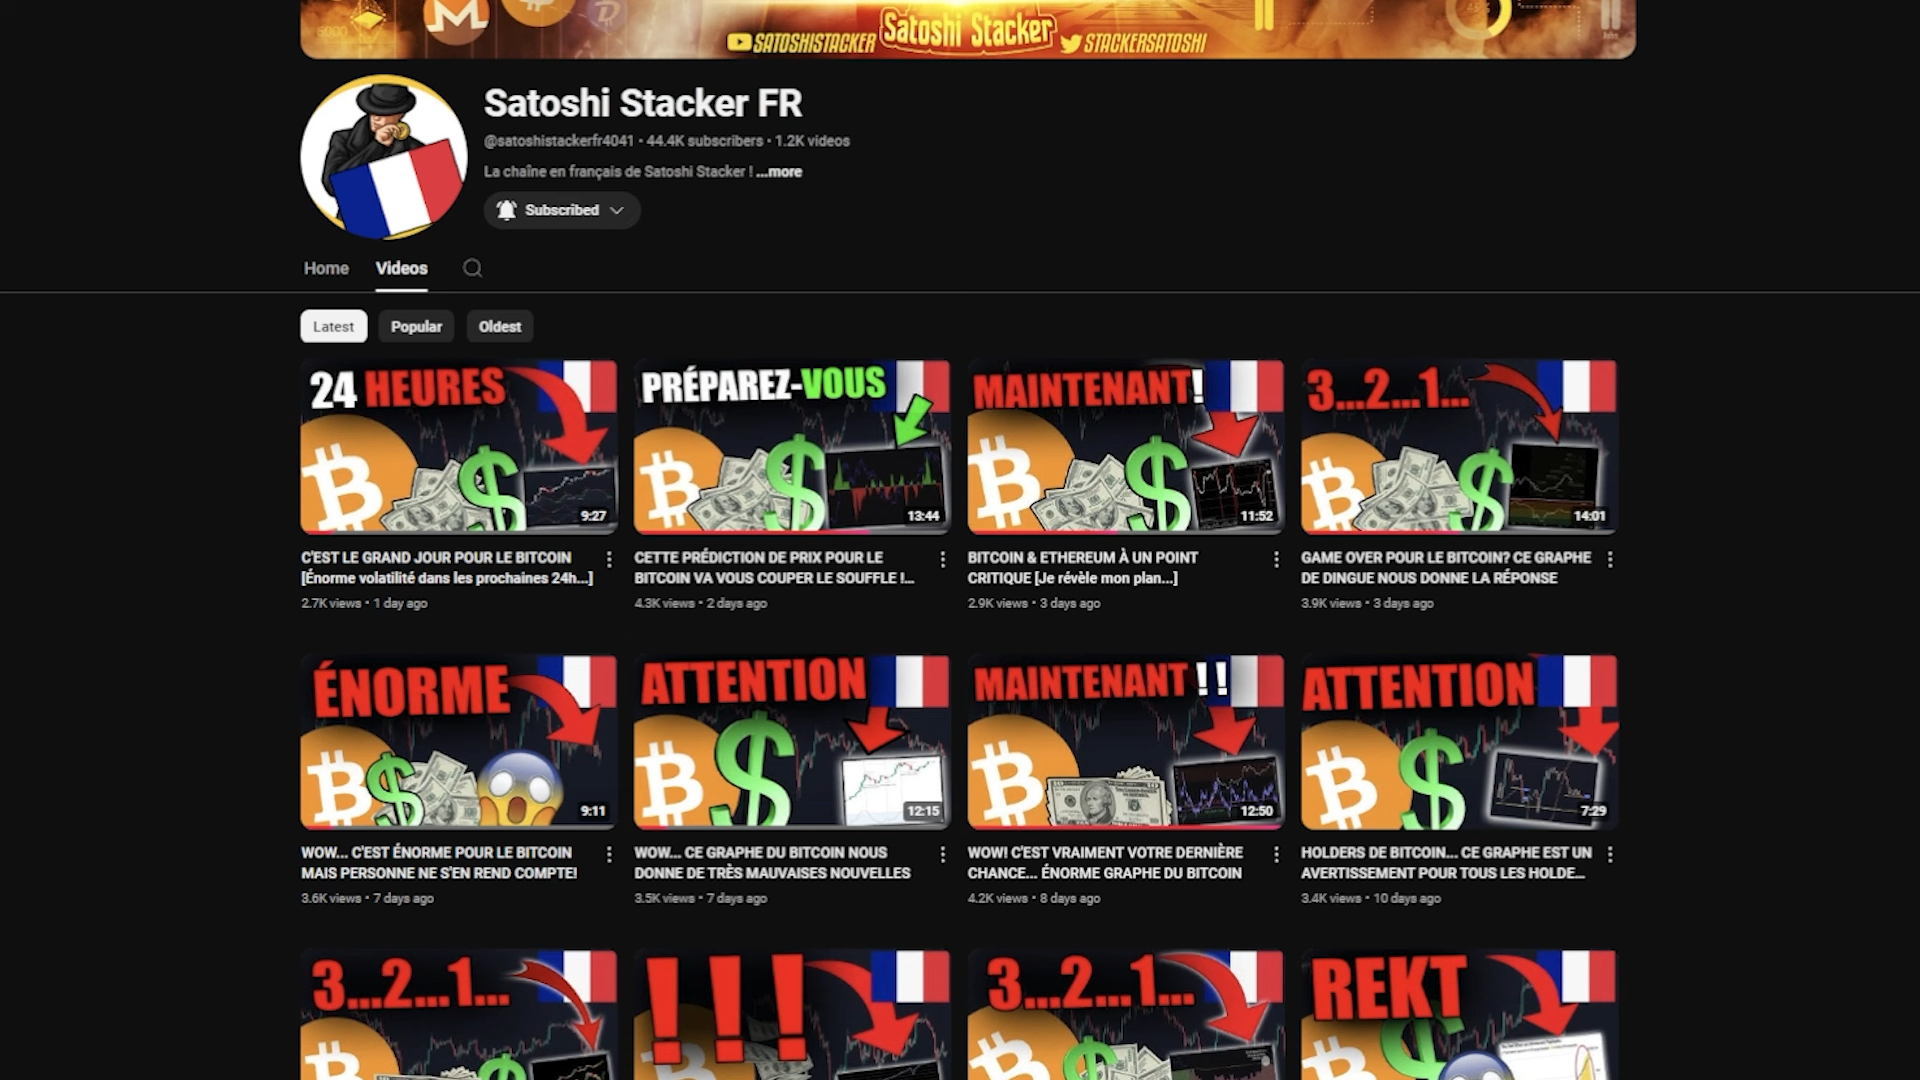 SATOSHISTACKER
Satoshi Stacker
STACKERSATOSHI
Satoshi Stacker FR
@satoshistackerfr4041 • 44.4K subscribers • 1.2K videos
La chaîne en français de Satoshi Stacker ! ...more
Subscribed
Home Videos
Latest Popular Oldest
24 HEURES
9:27
PRÉPAREZ-VOUS
13:44
MAINTENANT!
11:52
3...2...1...
14:01
C'EST LE GRAND JOUR POUR LE BITCOIN
[Énorme volatilité dans les prochaines 24h...]
2.7K views • 1 day ago
CETTE PRÉDICTION DE PRIX POUR LE
BITCOIN VA VOUS COUPER LE SOUFFLE !...
4.3K views • 2 days ago
BITCOIN & ETHEREUM À UN POINT
CRITIQUE [Je révèle mon plan...]
2.9K views • 3 days ago
GAME OVER POUR LE BITCOIN? CE GRAPHE
DE DINGUE NOUS DONNE LA RÉPONSE
3.9K views • 3 days ago
ÉNORME
9:11
ATTENTION
12:15
MAINTENANT !!
12:50
ATTENTION
7:29
WOW... C'EST ÉNORME POUR LE BITCOIN
MAIS PERSONNE NE S'EN REND COMPTE!
3.6K views • 7 days ago
WOW... CE GRAPHE DU BITCOIN NOUS
DONNE DE TRÈS MAUVAISES NOUVELLES
3.5K views • 7 days ago
WOW! C'EST VRAIMENT VOTRE DERNIÈRE
CHANCE... ÉNORME GRAPHE DU BITCOIN
4.2K views • 8 days ago
HOLDERS DE BITCOIN... CE GRAPHE EST UN
AVERTISSEMENT POUR TOUS LES HOLDE...
3.4K views • 10 days ago
3...2...1...
!!!
3...2...1...
REKT